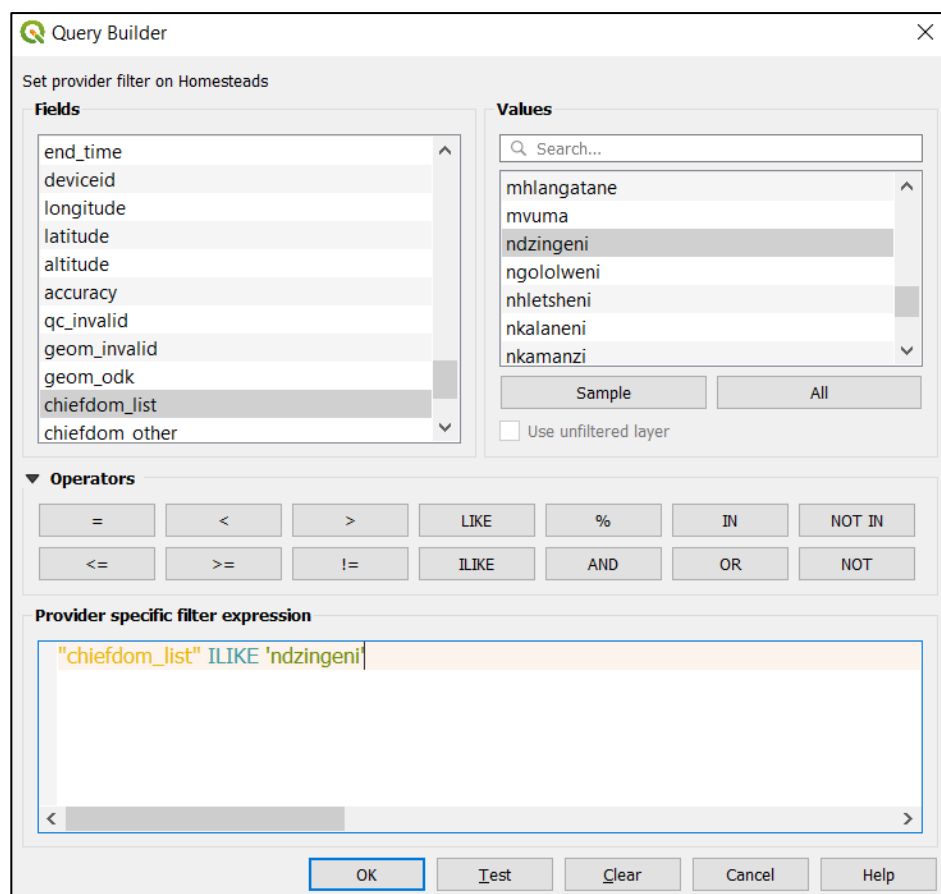 Query Builder
Set provider filter on Homesteads
Fields
end_time
deviceid
longitude
latitude
altitude
accuracy
qc_invalid
geom_invalid
geom_odk
chiefdom_list
chiefdom_other
Values
Search...
mhlangatane
mvuma
ndzingeni
ngololweni
nhletsheni
nkalaneni
nkamanzi
Sample All
Use unfiltered layer
Operators
= < > LIKE % IN NOT IN
<= >= != ILIKE AND OR NOT
Provider specific filter expression
"chiefdom_list" ILIKE 'ndzingeni'
OK Test Clear Cancel Help